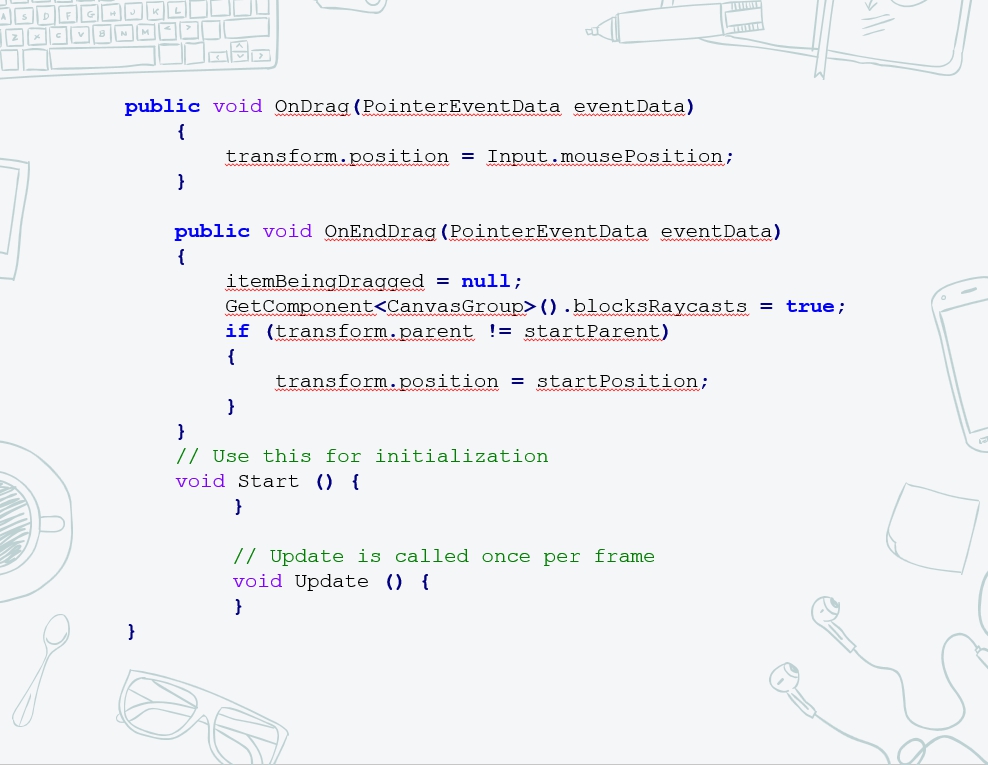 public void OnDrag(PointerEventData eventData)
{
transform.position = Input.mousePosition;
}
public void OnEndDrag(PointerEventData eventData)
{
itemBeingDragged = null;
GetComponent<CanvasGroup>().blocksRaycasts = true;
if (transform.parent != startParent)
{
transform.position = startPosition;
}
}
// Use this for initialization
void Start () {
}
// Update is called once per frame
void Update () {
}
}